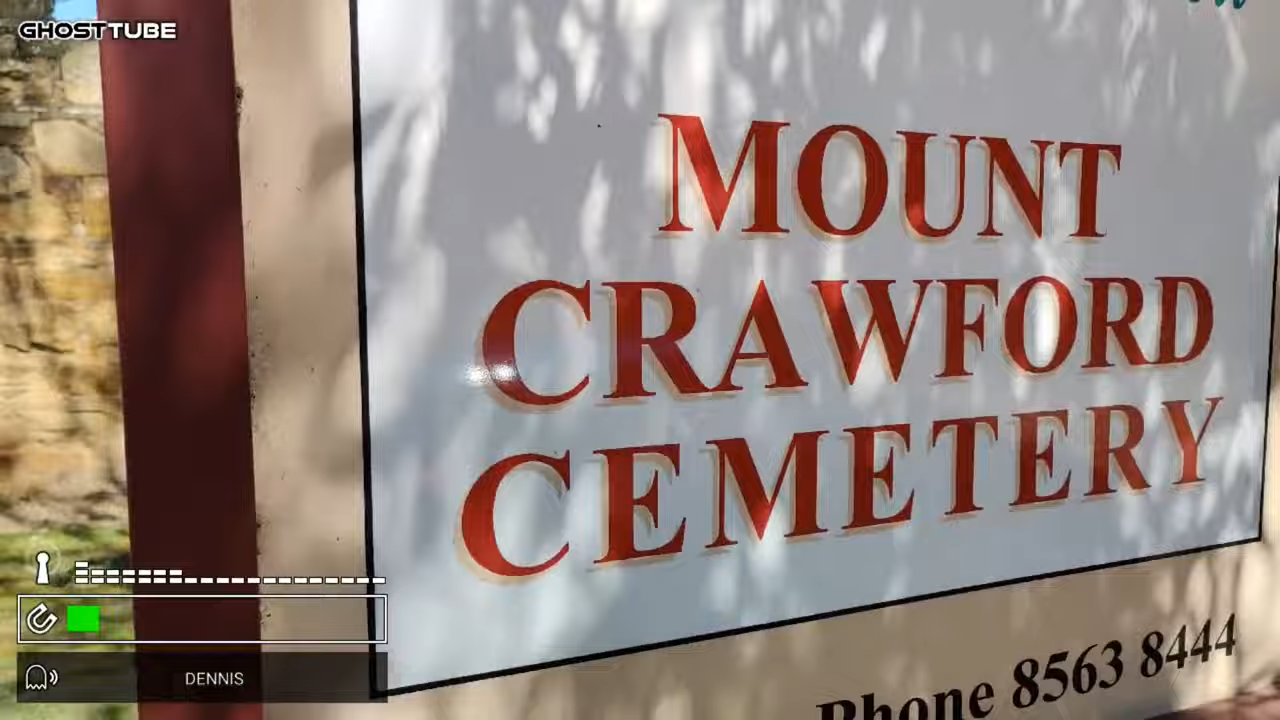 GHOSTTUBE
MOUNT
CRAWFORD
CEMETERY
Phone 8563 8444
DENNIS